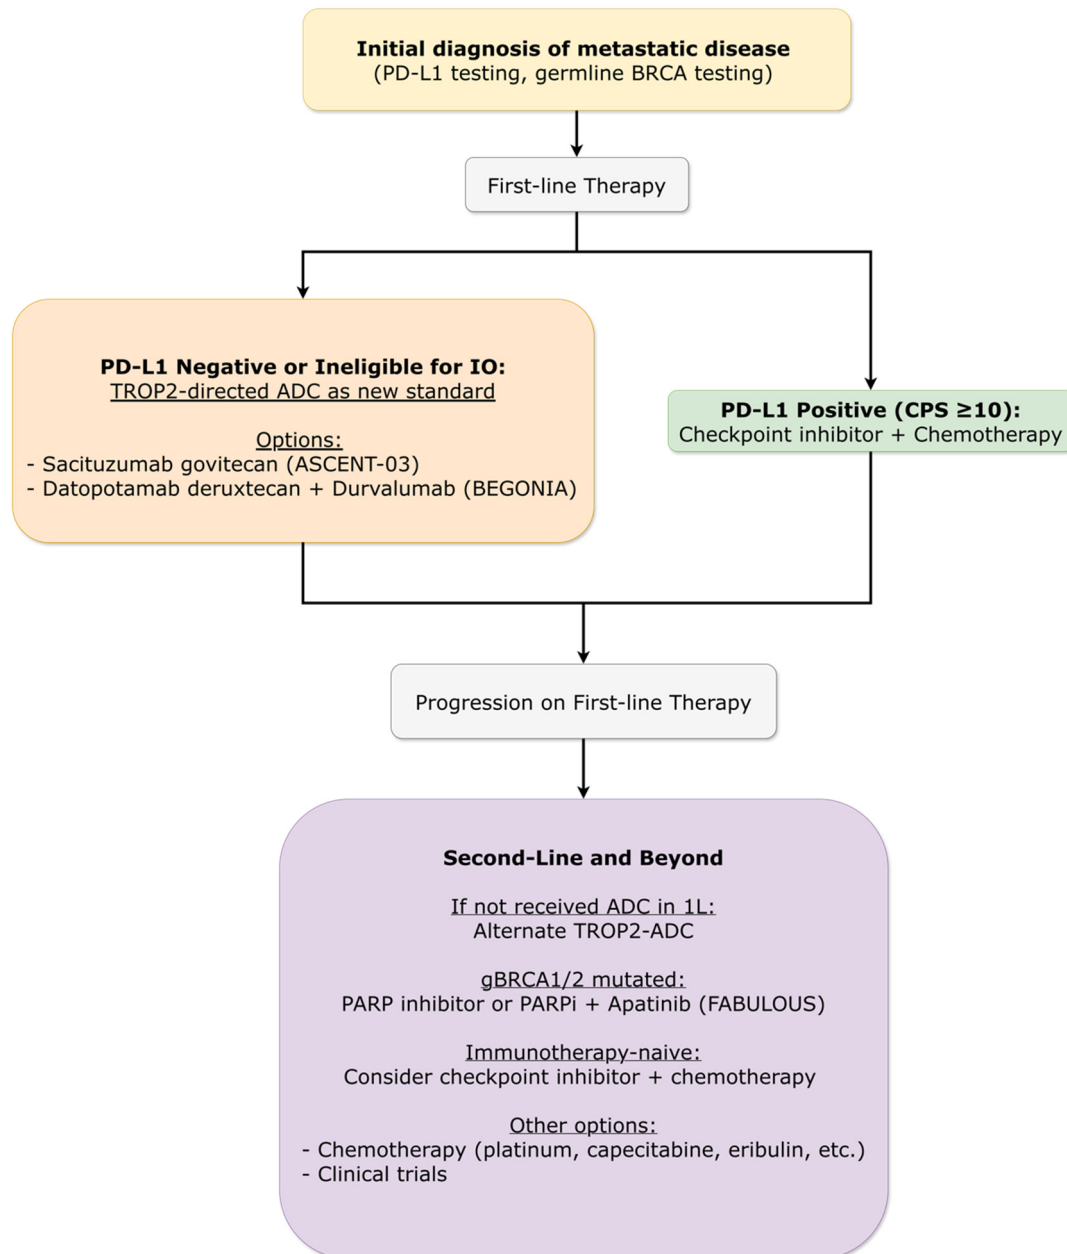 Initial diagnosis of metastatic disease
(PD-L1 testing, germline BRCA testing)
First-line Therapy
PD-L1 Negative or Ineligible for IO:
TROP2-directed ADC as new standard
Options:
- Sacituzumab govitecan (ASCENT-03)
- Datopotamab deruxtecan + Durvalumab (BEGONIA)
PD-L1 Positive (CPS ≥10):
Checkpoint inhibitor + Chemotherapy
Progression on First-line Therapy
Second-Line and Beyond
If not received ADC in 1L:
Alternate TROP2-ADC
gBRCA1/2 mutated:
PARP inhibitor or PARPi + Apatinib (FABULOUS)
Immunotherapy-naive:
Consider checkpoint inhibitor + chemotherapy
Other options:
- Chemotherapy (platinum, capecitabine, eribulin, etc.)
- Clinical trials